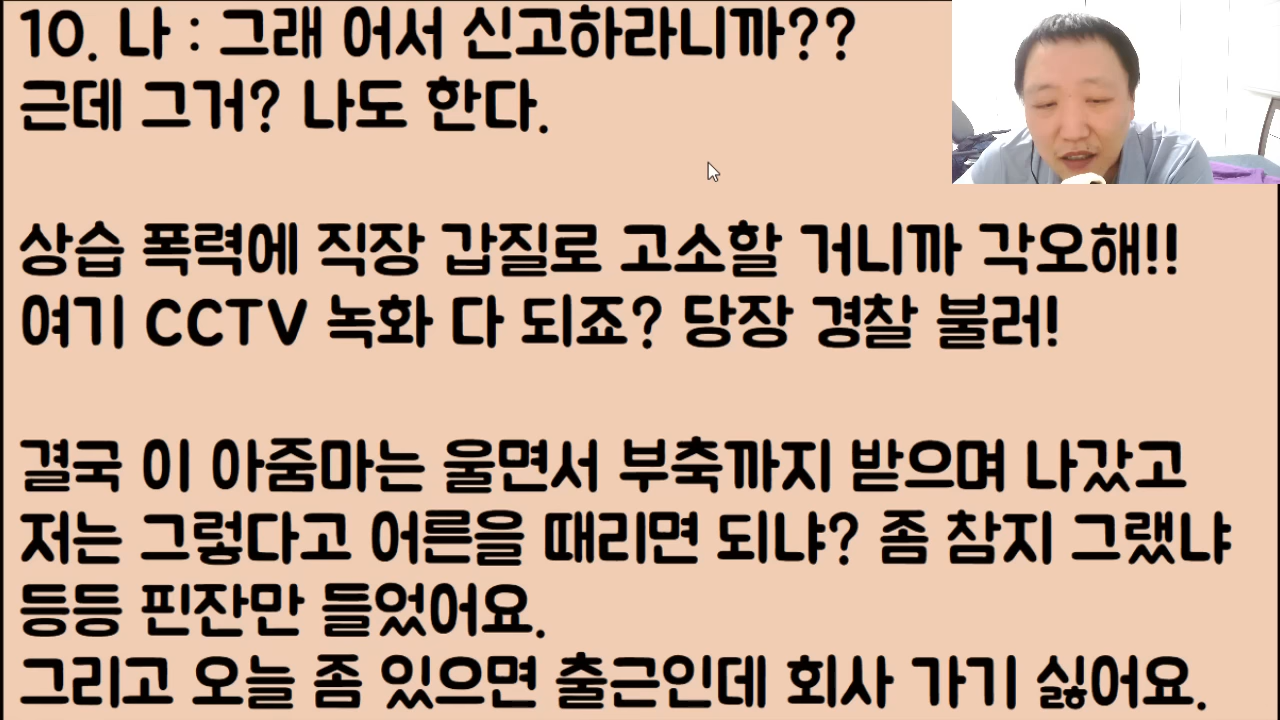 10. 나 : 그래 어서 신고하라니까??
근데 그거? 나도 한다.
상습 폭력에 직장 갑질로 고소할 거니까 각오해!!
여기 CCTV 녹화 다 되죠? 당장 경찰 불러!
결국 이 아줌마는 울면서 부축까지 받으며 나갔고
저는 그렇다고 어른을 때리면 되냐? 좀 참지 그랬냐
등등 핀잔만 들었어요.
그리고 오늘 좀 있으면 출근인데 회사 가기 싫어요.